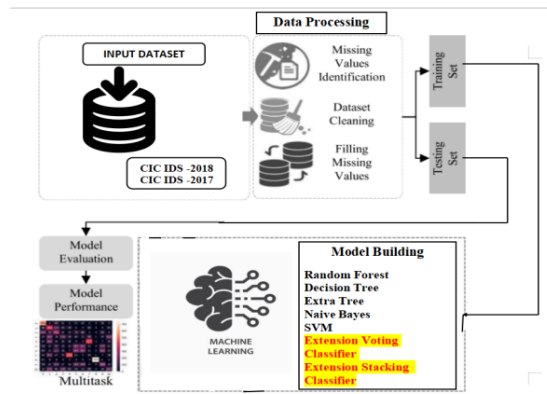 Data Processing
INPUT DATASET
CIC IDS -2018
CIC IDS -2017
Missing
Values
Identification
Dataset
Cleaning
Filling
Missing
Values
Training
Set
Testing
Set
Model
Evaluation
Model
Performance
Multitask
MACHINE
LEARNING
Model Building
Random Forest
Decision Tree
Extra Tree
Naive Bayes
SVM
Extension Voting
Classifier
Extension Stacking
Classifier